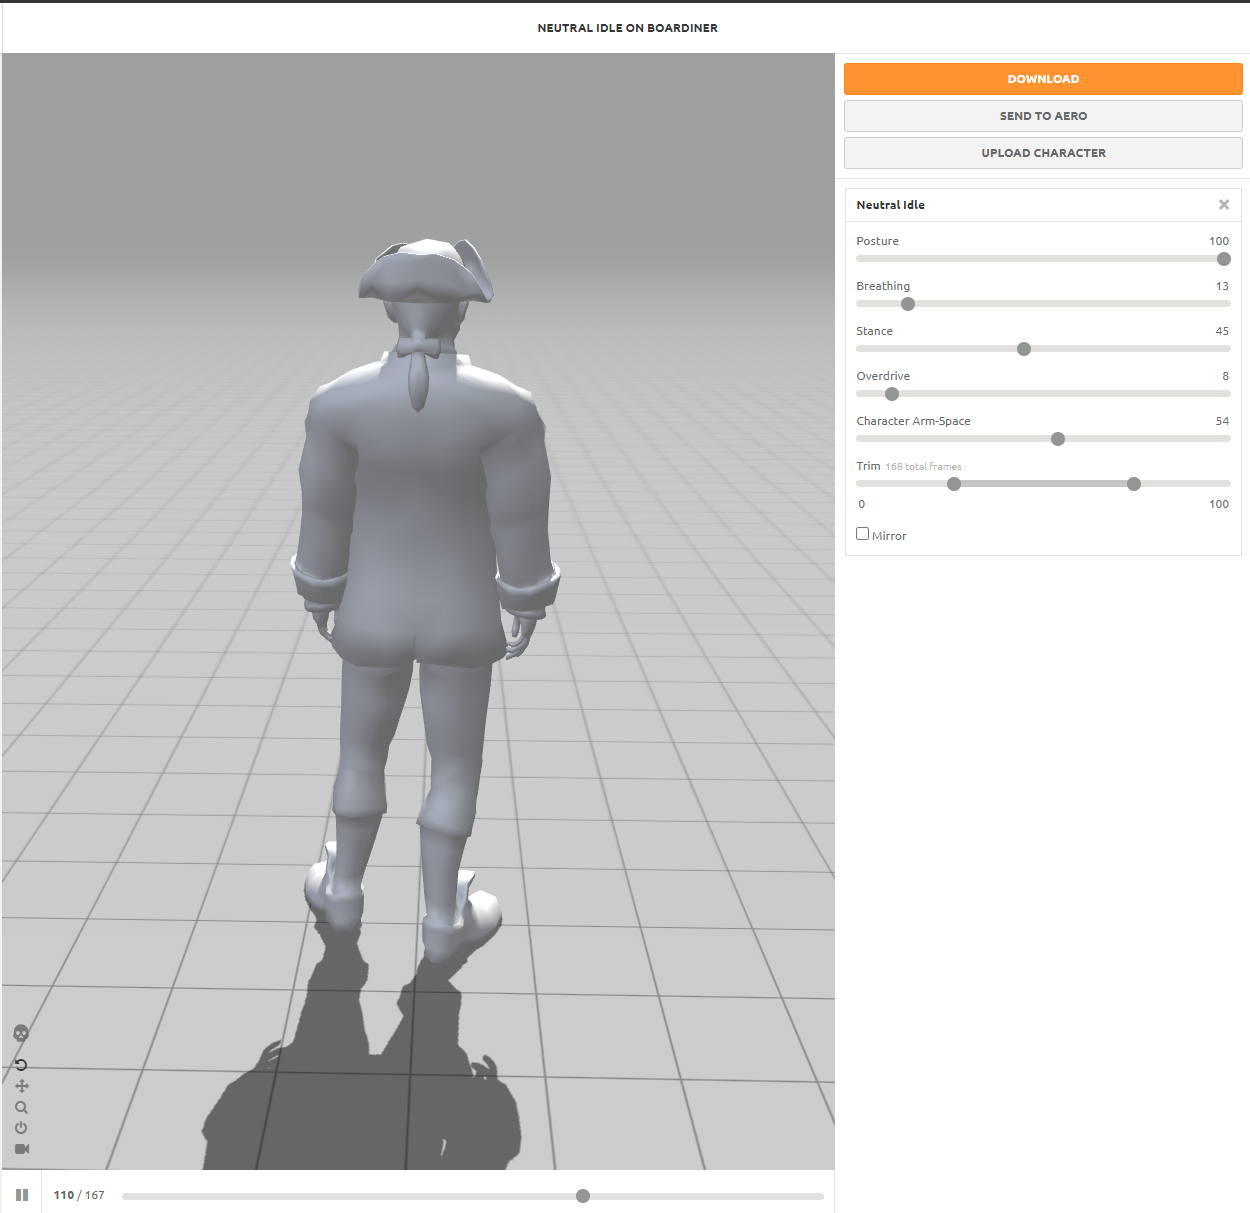 NEUTRAL IDLE ON BOARDINER
DOWNLOAD
SEND TO AERO
UPLOAD CHARACTER
Neutral Idle
Posture 100
Breathing 13
Stance 45
Overdrive 8
Character Arm-Space 54
Trim 168 total frames
0 100
Mirror
110 / 167